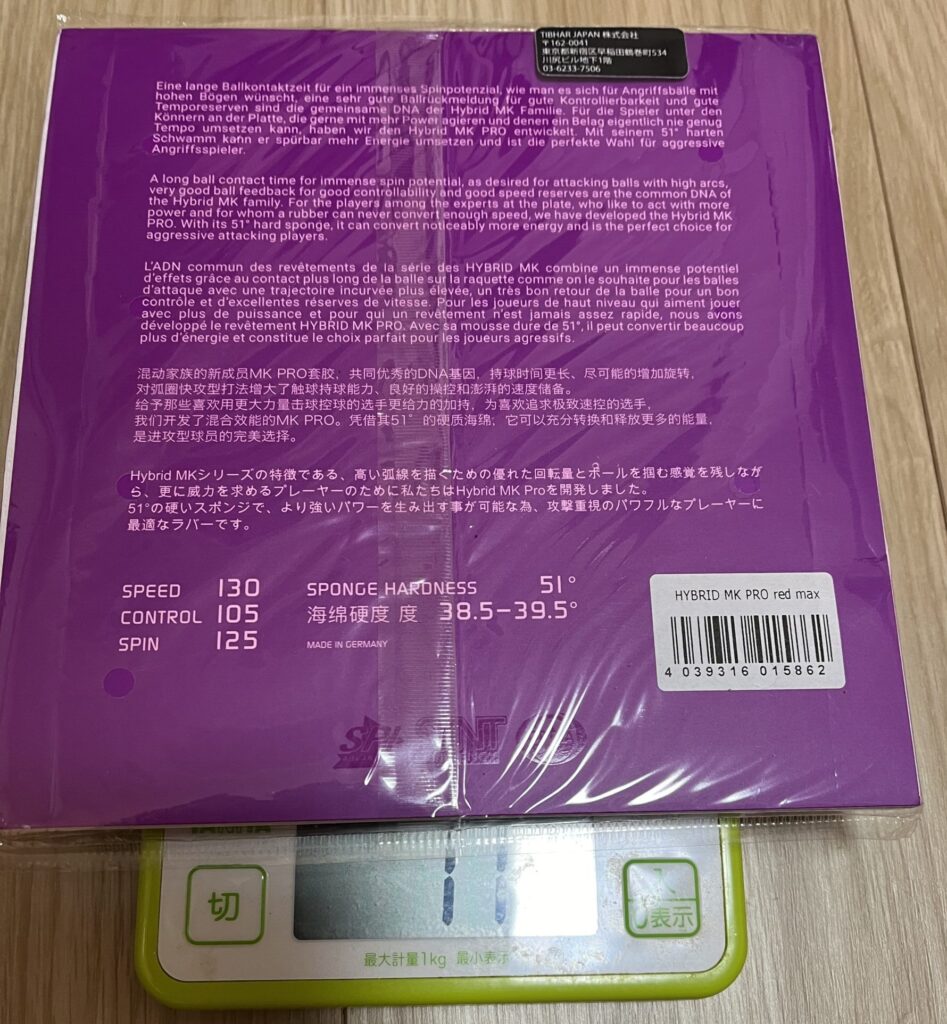 TIBHAR JAPAN 株式会社
〒162-0041
東京都新宿区早稲田鶴巻町534
川尻ビル地下1階
03-6233-7506
Eine lange Ballkontaktzeit für ein immenses Spinpotenzial, wie man es sich für Angriffsbälle mit
hohen Bögen wünscht, eine sehr gute Ballrückmeldung für gute Kontrollierbarkeit und gute
Temporeserven sind die gemeinsame DNA der Hybrid MK Familie. Für die Spieler unter den
Könnern an der Platte, die gerne mit mehr Power agieren und denen ein Belag eigentlich nie genug
Tempo umsetzen kann, haben wir den Hybrid MK PRO entwickelt. Mit seinem 51° harten
Schwamm kann er spürbar mehr Energie umsetzen und ist die perfekte Wahl für aggressive
Angriffsspieler.
A long ball contact time for immense spin potential, as desired for attacking balls with high arcs,
very good ball feedback for good controllability and good speed reserves are the common DNA of
the Hybrid MK family. For the players among the experts at the plate, who like to act with more
power and for whom a rubber can never convert enough speed, we have developed the Hybrid MK
PRO. With its 51° hard sponge, it can convert noticeably more energy and is the perfect choice for
aggressive attacking players.
L'ADN commun des revêtements de la série des HYBRID MK combine un immense potentiel
d'effets grâce au contact plus long de la balle sur la raquette comme on le souhaite pour les balles
d'attaque avec une trajectoire incurvée plus élevée, un très bon retour de la balle pour un bon
contrôle et d'excellentes réserves de vitesse. Pour les joueurs de haut niveau qui aiment jouer
avec plus de puissance et pour qui un revêtement n'est jamais assez rapide, nous avons
développé le revêtement HYBRID MK PRO. Avec sa mousse dure de 51°, il peut convertir beaucoup
plus d'énergie et constitue le choix parfait pour les joueurs agressifs.
混动家族的新成员MK PRO套胶，共同优秀的DNA基因，持球时间更长、尽可能的增加旋转，
对弧圈快攻型打法增大了触球持球能力、良好的操控和澎湃的速度储备。
给予那些喜欢用更大力量击球控球的选手更给力的加持，为喜欢追求极致速控的选手，
我们开发了混合效能的MK PRO。凭借其51°的硬质海绵，它可以充分转换和释放更多的能量，
是进攻型球员的完美选择。
Hybrid MKシリーズの特徴である、高い弧線を描くための優れた回転量とボールを掴む感覚を残しなが
ら、更に威力を求めるプレーヤーのために私たちはHybrid MK Proを開発しました。
51°の硬いスポンジで、より強いパワーを生み出す事が可能な為、攻撃重視のパワフルなプレーヤーに
最適なラバーです。
SPEED 130
CONTROL 105
SPIN 125
SPONGE HARDNESS 51°
海绵硬度 度 38.5–39.5°
MADE IN GERMANY
HYBRID MK PRO red max
4 039316 015862
TANITA
切
表示
最大計量1kg 最小表示